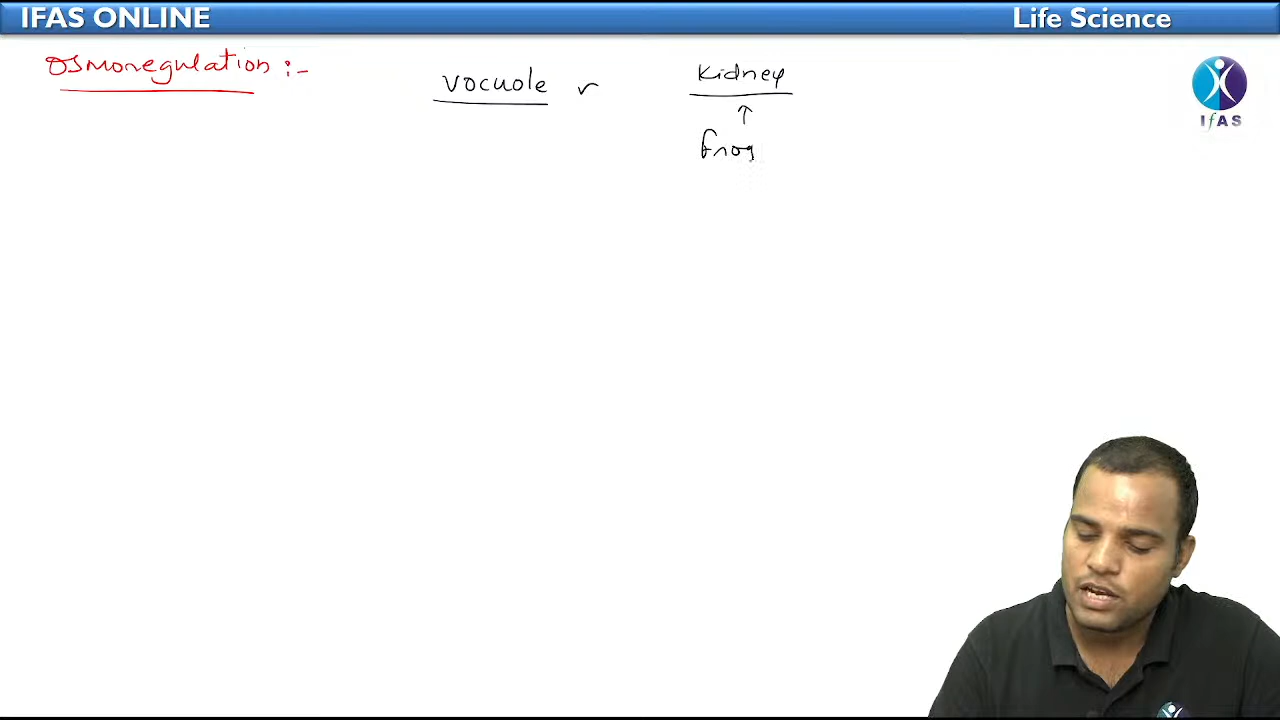 IFAS ONLINE
Life Science
Osmoregulation :-
Vocuole
Kidney
↑
frog
IfAS